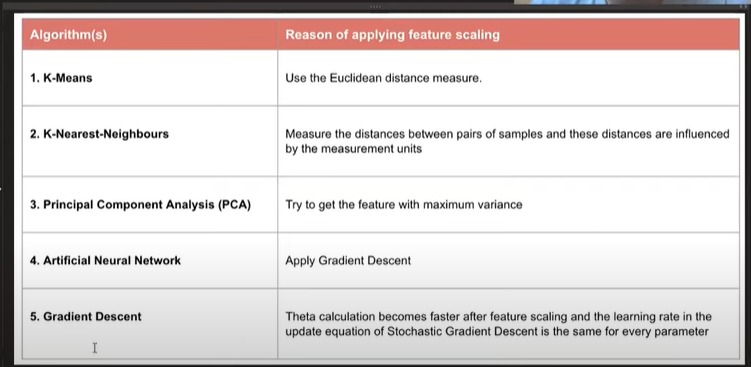 Algorithm(s) Reason of applying feature scaling
1. K-Means Use the Euclidean distance measure.
2. K-Nearest-Neighbours Measure the distances between pairs of samples and these distances are influenced
by the measurement units
3. Principal Component Analysis (PCA) Try to get the feature with maximum variance
4. Artificial Neural Network Apply Gradient Descent
5. Gradient Descent Theta calculation becomes faster after feature scaling and the learning rate in the
update equation of Stochastic Gradient Descent is the same for every parameter